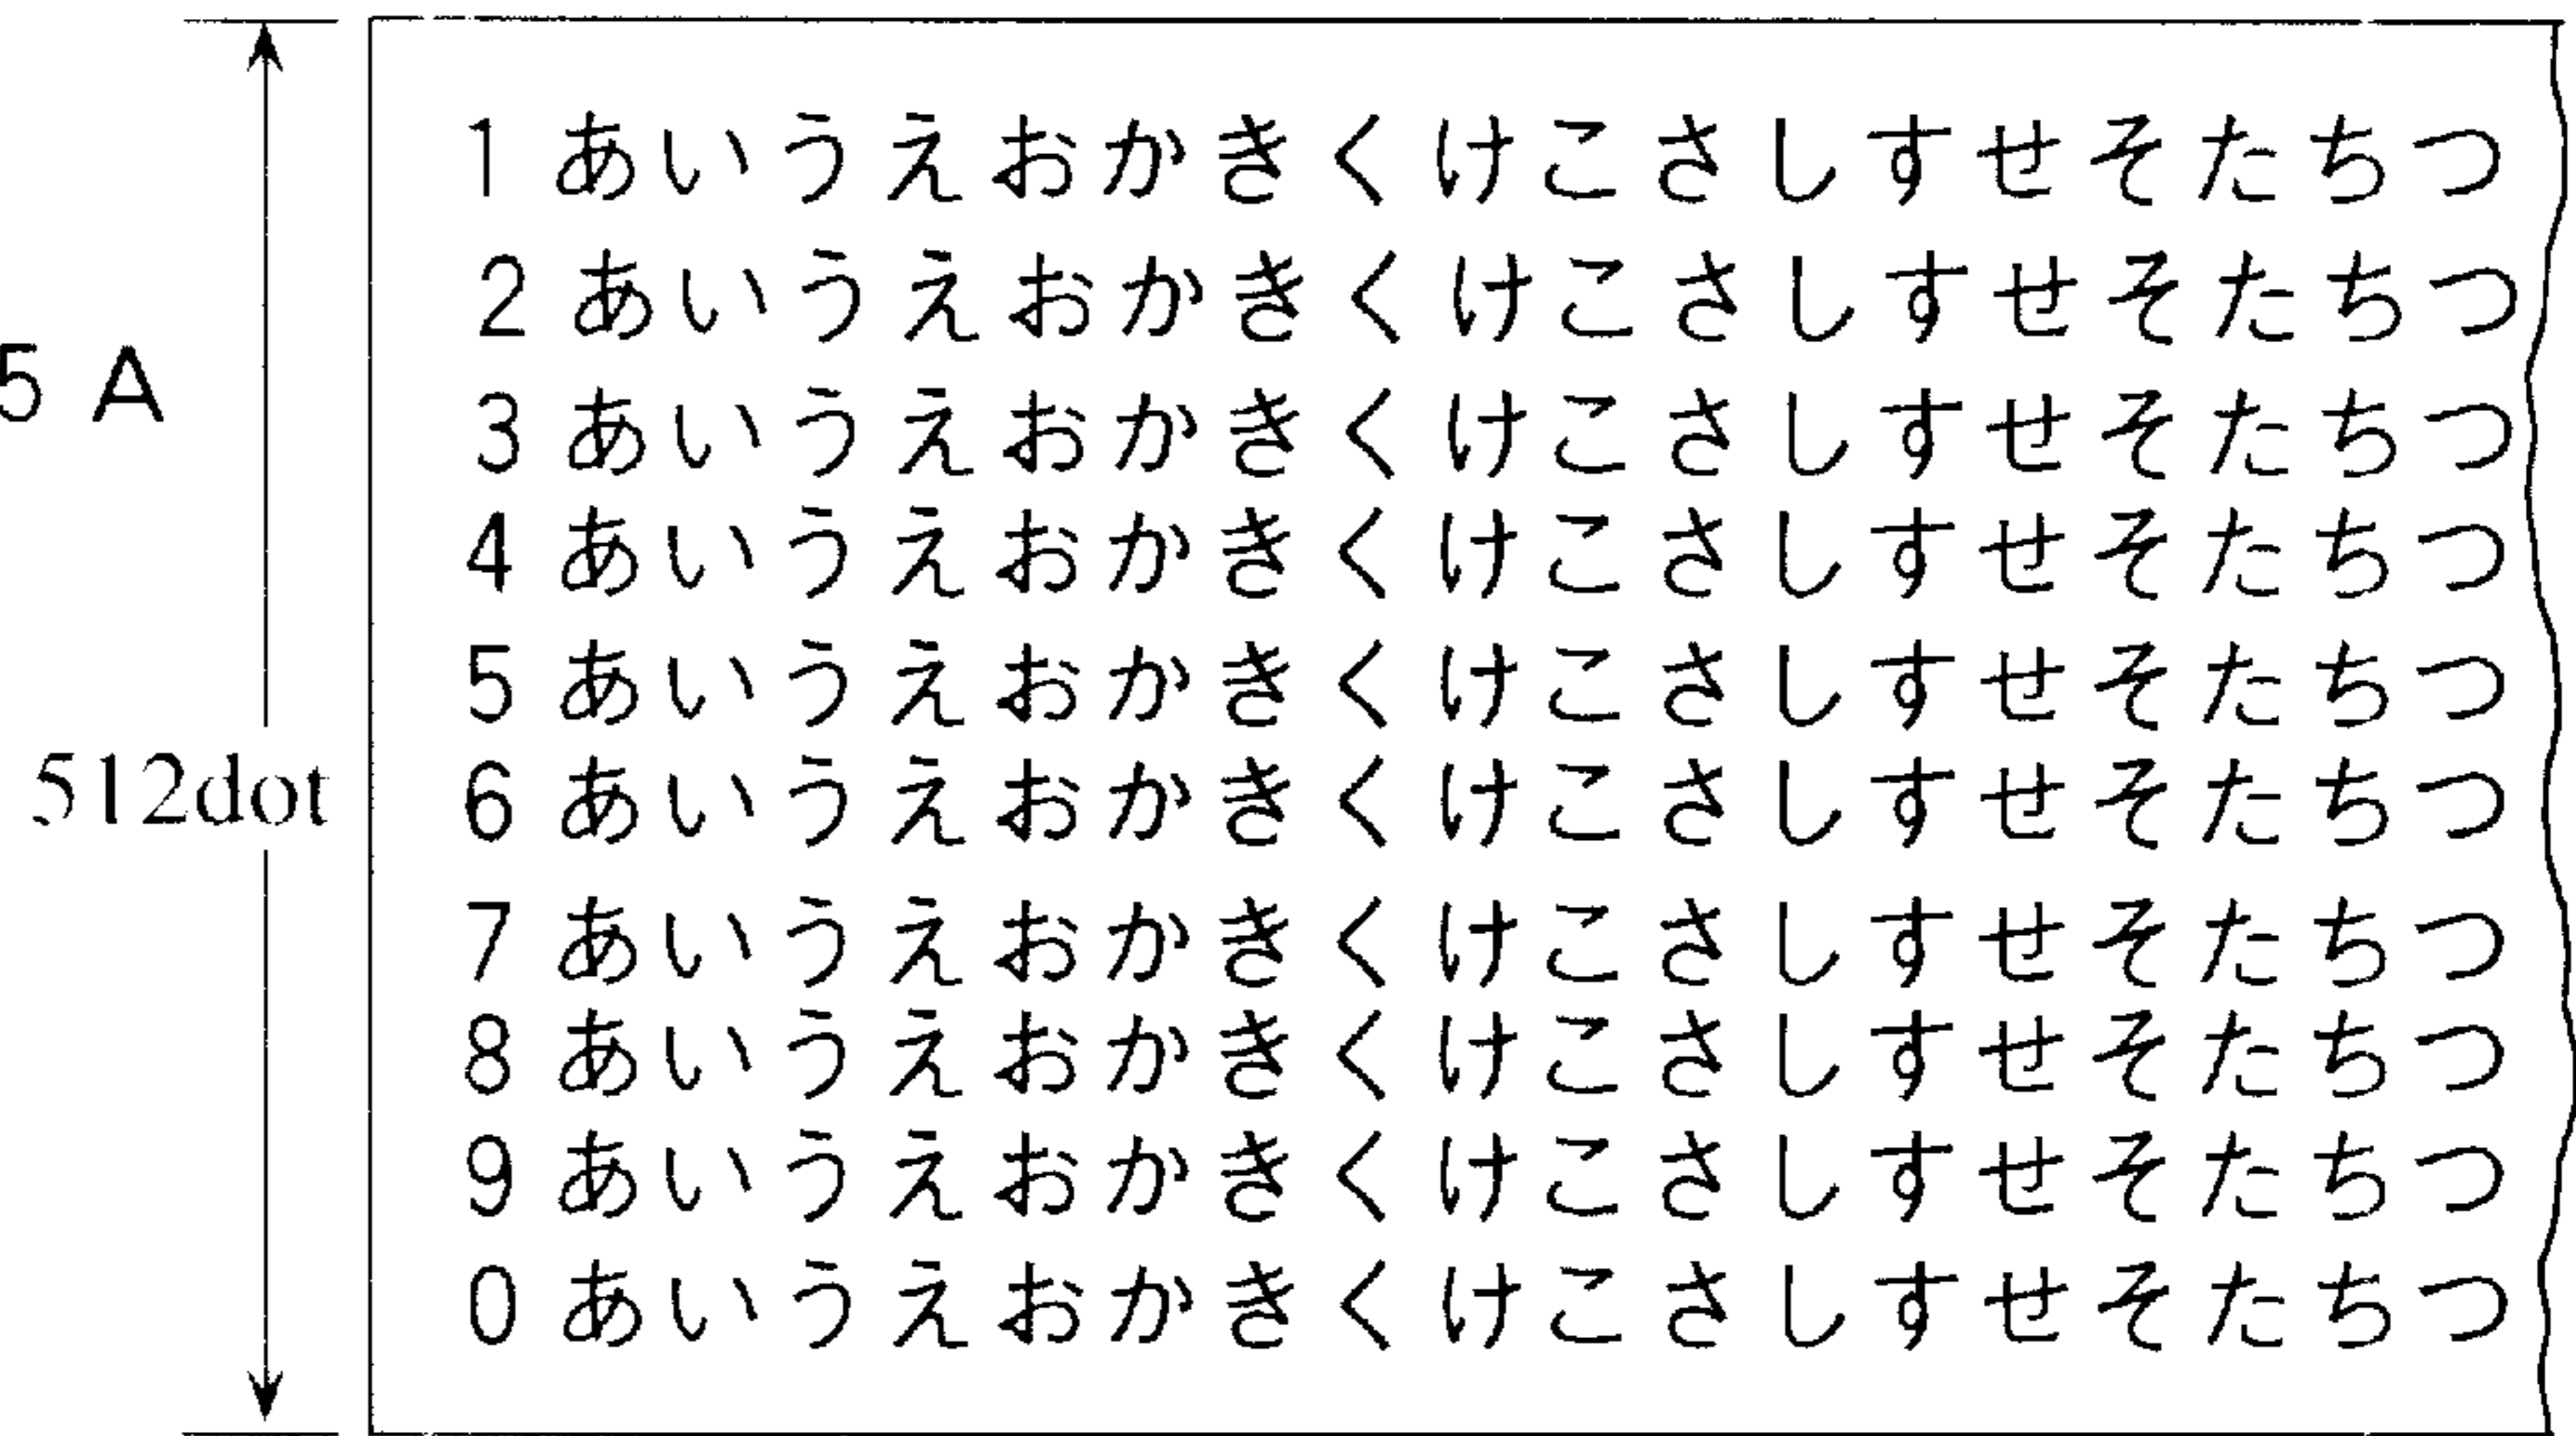 1 あいうえおかきくけこさしすせそたちつ
2 あいうえおかきくけこさしすせそたちつ
5 A
3 あいうえおかきくけこさしすせそたちつ
4 あいうえおかきくけこさしすせそたちつ
5 あいうえおかきくけこさしすせそたちつ
512dot
6 あいうえおかきくけこさしすせそたちつ
7 あいうえおかきくけこさしすせそたちつ
8 あいうえおかきくけこさしすせそたちつ
9 あいうえおかきくけこさしすせそたちつ
0 あいうえおかきくけこさしすせそたちつ